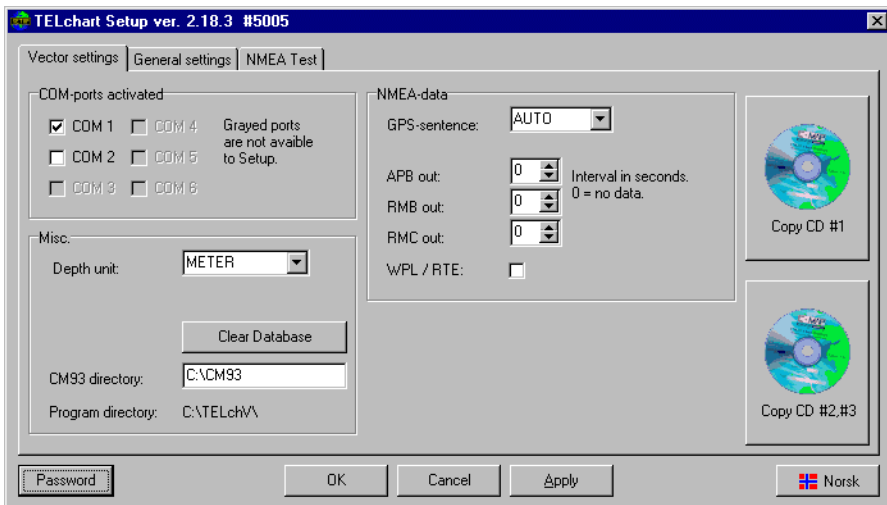 TELchart Setup ver. 2.18.3 #5005
Vector settings
General settings
NMEA Test
COM-ports activated
COM 1
COM 4
COM 2
COM 5
COM 3
COM 6
Grayed ports
are not avaible
to Setup.
Misc.
Depth unit:
METER
Clear Database
CM93 directory:
C:\CM93
Program directory:
C:\TELchV\
NMEA-data
GPS-sentence:
AUTO
APB out:
0
RMB out:
0
RMC out:
0
Interval in seconds.
0 = no data.
WPL / RTE:
Copy CD #1
Copy CD #2,#3
Password
OK
Cancel
Apply
Norsk